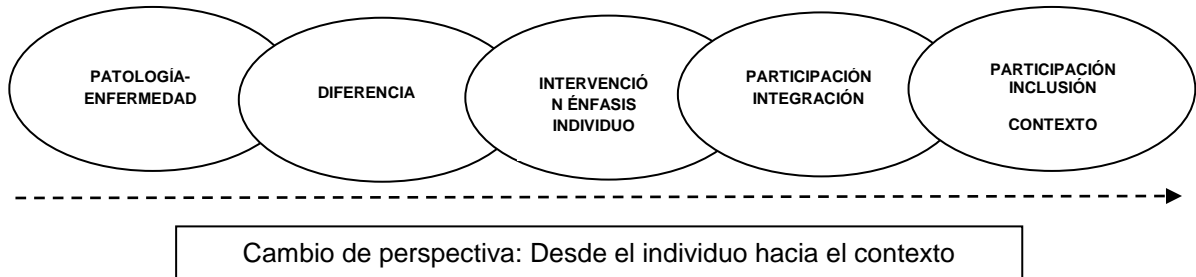 PATOLOGÍA-
ENFERMEDAD
DIFERENCIA
INTERVENCIÓ
N ÉNFASIS
INDIVIDUO
PARTICIPACIÓN
INTEGRACIÓN
PARTICIPACIÓN
INCLUSIÓN
CONTEXTO
Cambio de perspectiva: Desde el individuo hacia el contexto